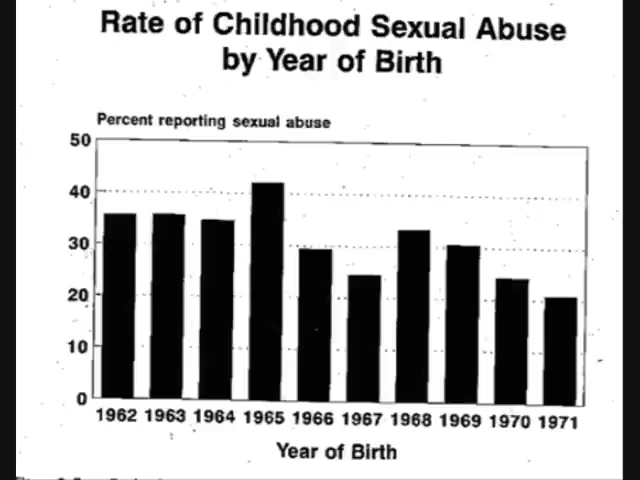 Rate of Childhood Sexual Abuse
by Year of Birth
Percent reporting sexual abuse
50
40
30
20
10
0
1962 1963 1964 1965 1966 1967 1968 1969 1970 1971
Year of Birth